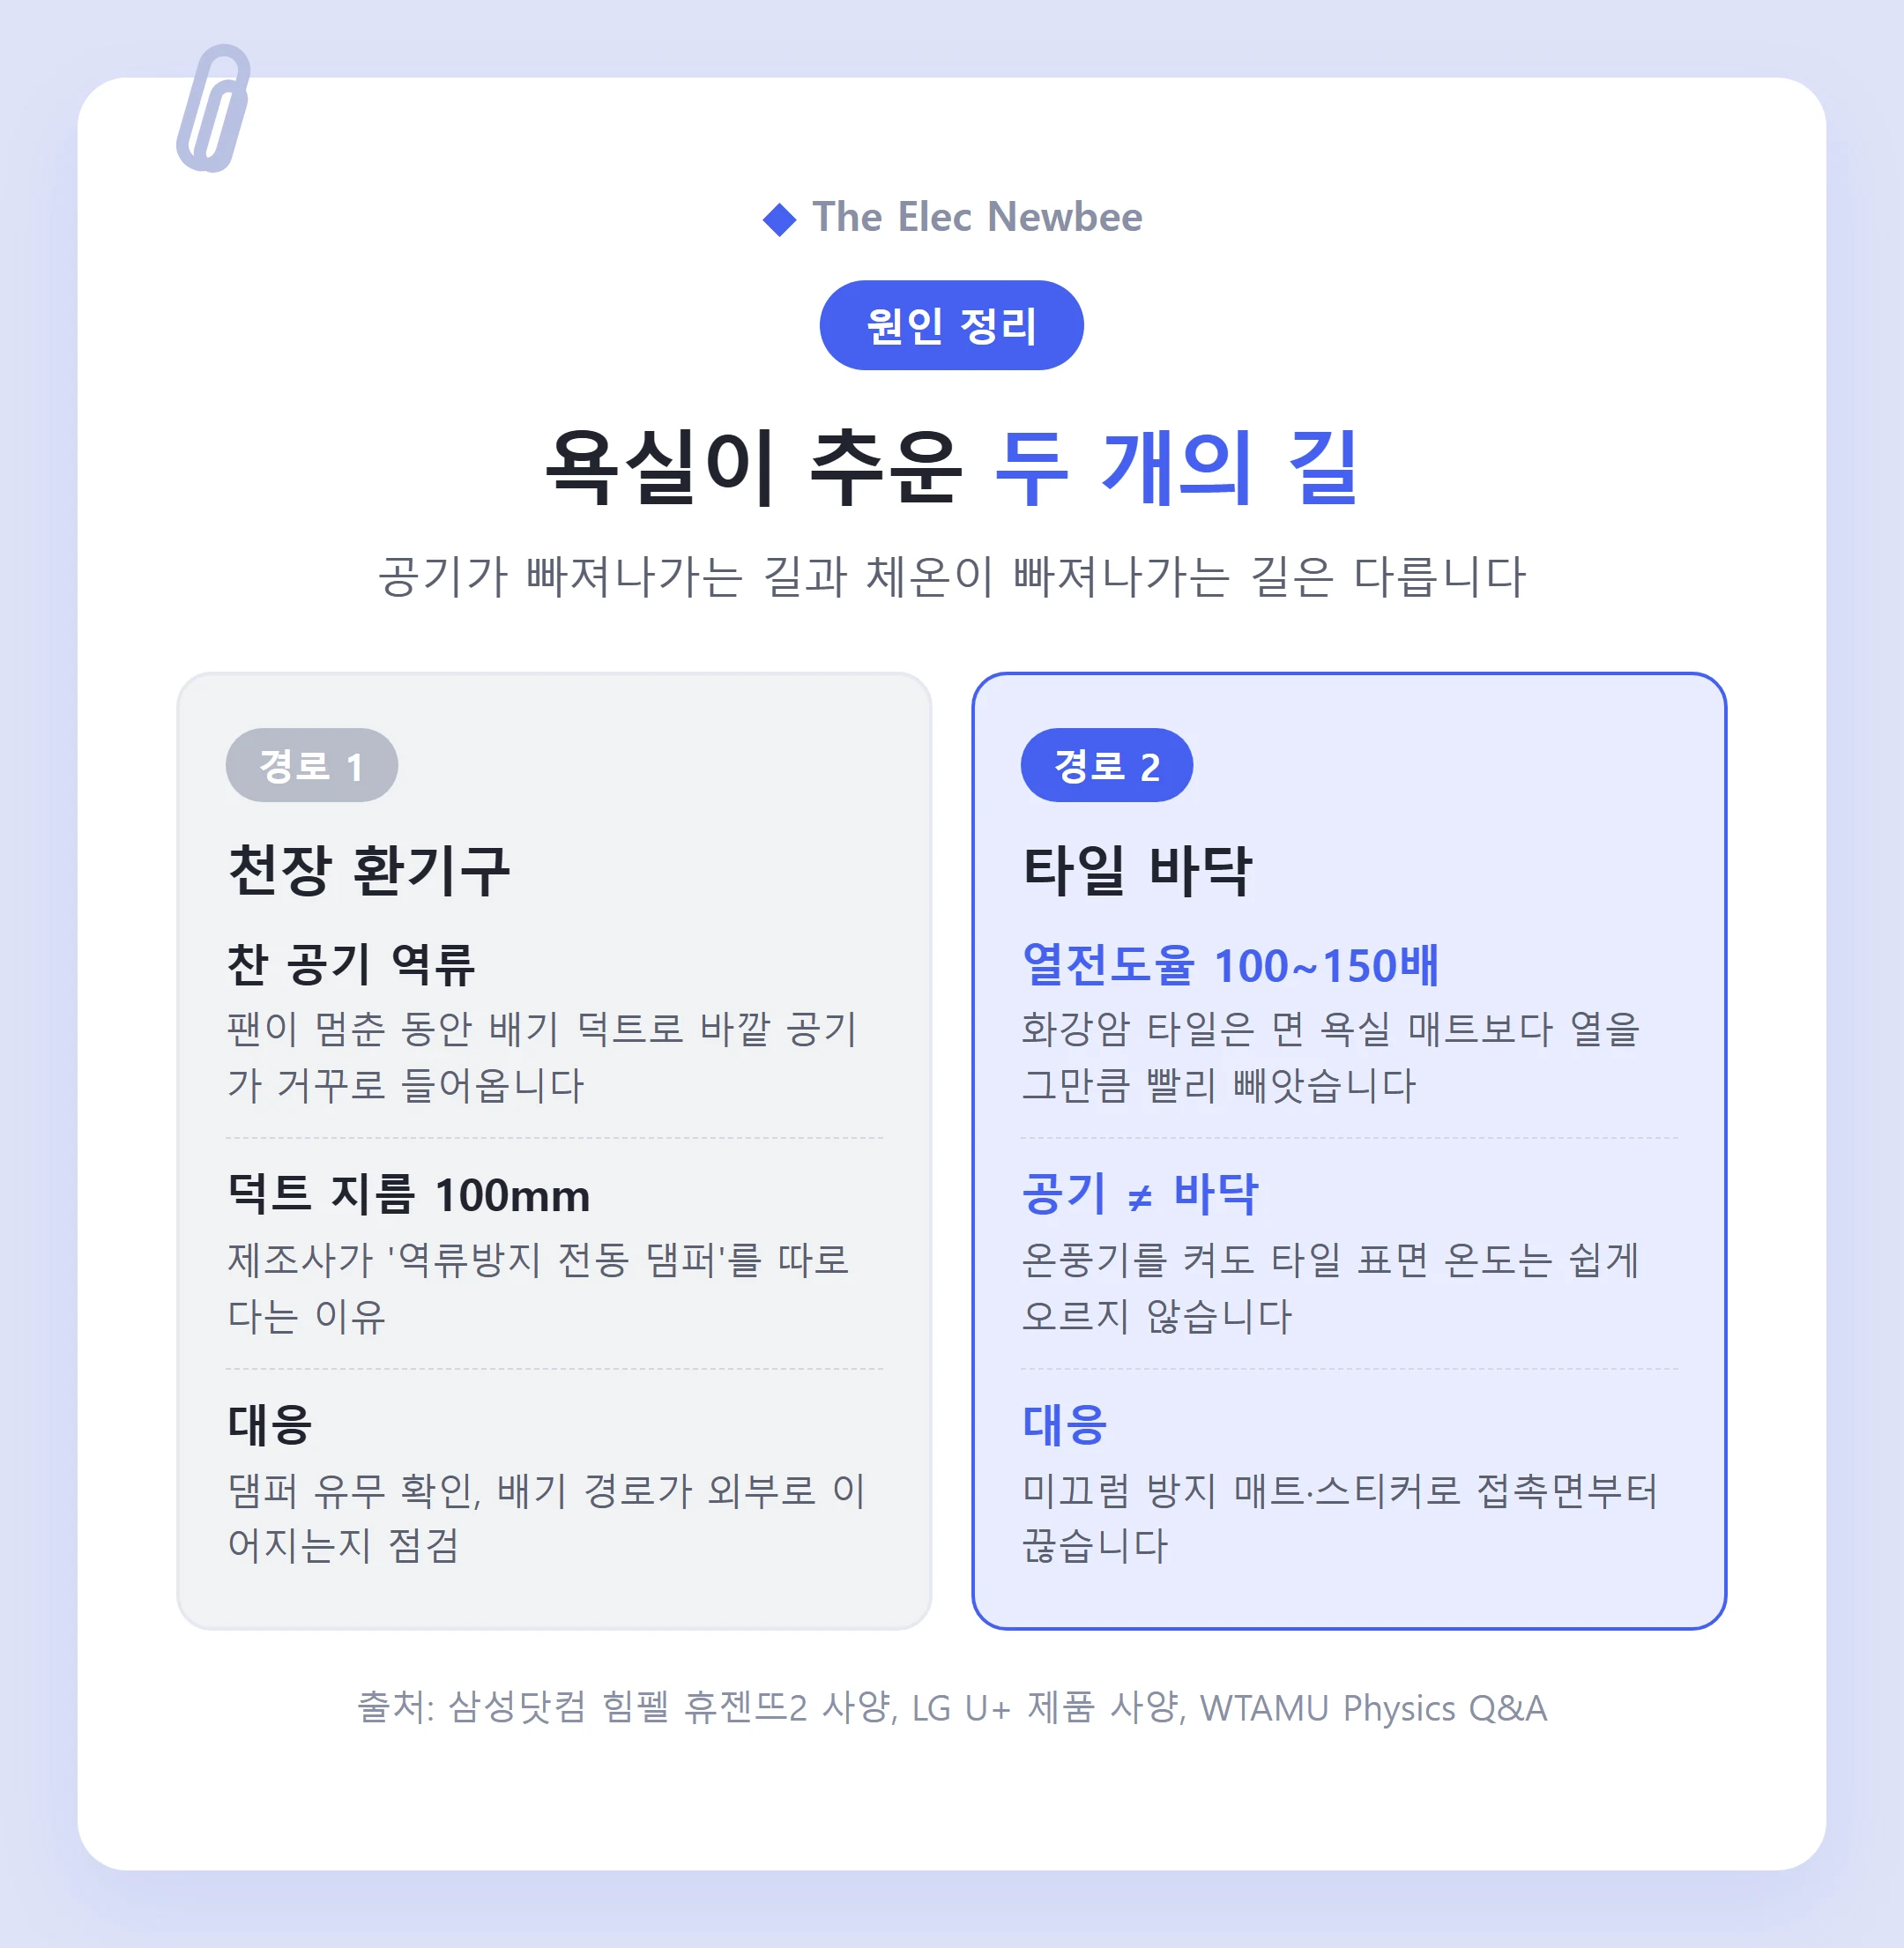 The Elec Newbee
원인 정리
욕실이 추운 두 개의 길
공기가 빠져나가는 길과 체온이 빠져나가는 길은 다릅니다
경로 1
천장 환기구
찬 공기 역류
팬이 멈춘 동안 배기 덕트로 바깥 공기
가 거꾸로 들어옵니다
덕트 지름 100mm
제조사가 '역류방지 전동 댐퍼'를 따로
다는 이유
대응
댐퍼 유무 확인, 배기 경로가 외부로 이
어지는지 점검
경로 2
타일 바닥
열전도율 100~150배
화강암 타일은 면 욕실 매트보다 열을
그만큼 빨리 빼앗습니다
공기 ≠ 바닥
온풍기를 켜도 타일 표면 온도는 쉽게
오르지 않습니다
대응
미끄럼 방지 매트·스티커로 접촉면부터
끊습니다
출처: 삼성닷컴 힘펠 휴젠뜨2 사양, LG U+ 제품 사양, WTAMU Physics Q&A